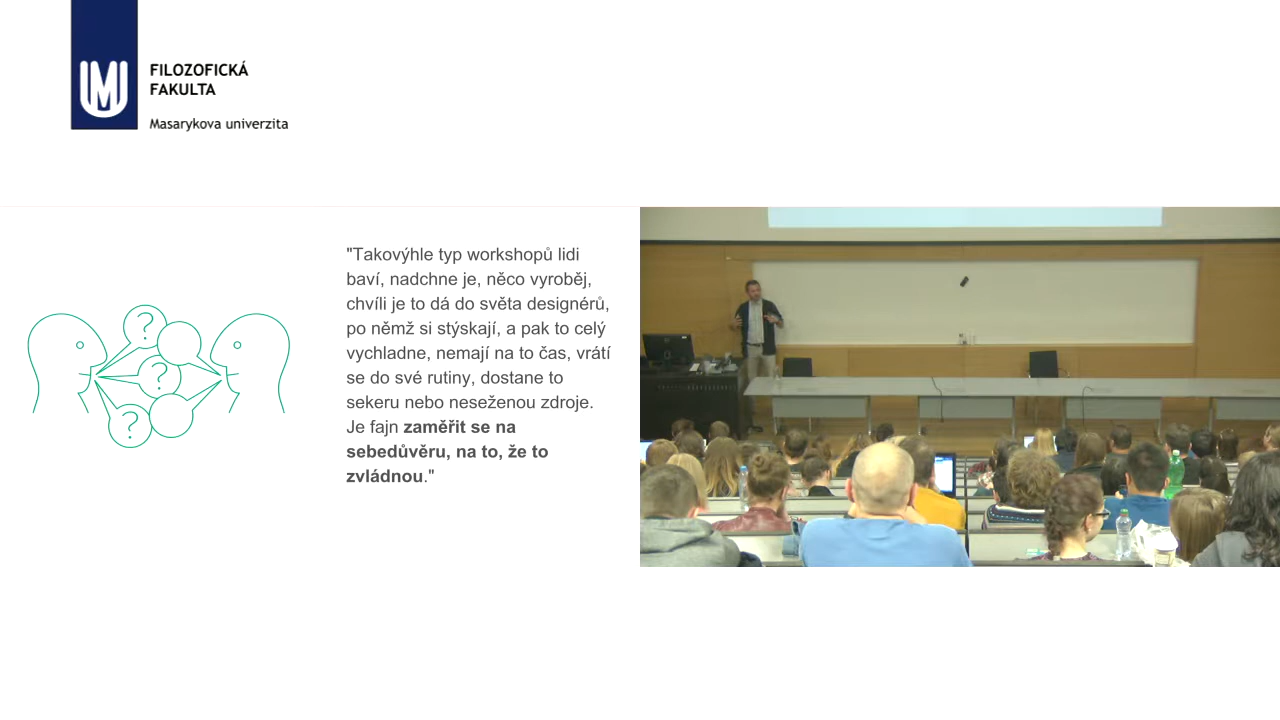 FILOZOFICKÁ
FAKULTA
Masarykova univerzita
"Takovýhle typ workshopů lidi
baví, nadchne je, něco vyroběj,
chvíli je to dá do světa designérů,
po němž si stýskají, a pak to celý
vychladne, nemají na to čas, vrátí
se do své rutiny, dostane to
sekeru nebo neseženou zdroje.
Je fajn zaměřit se na
sebedůvěru, na to, že to
zvládnou."
? 
?
?